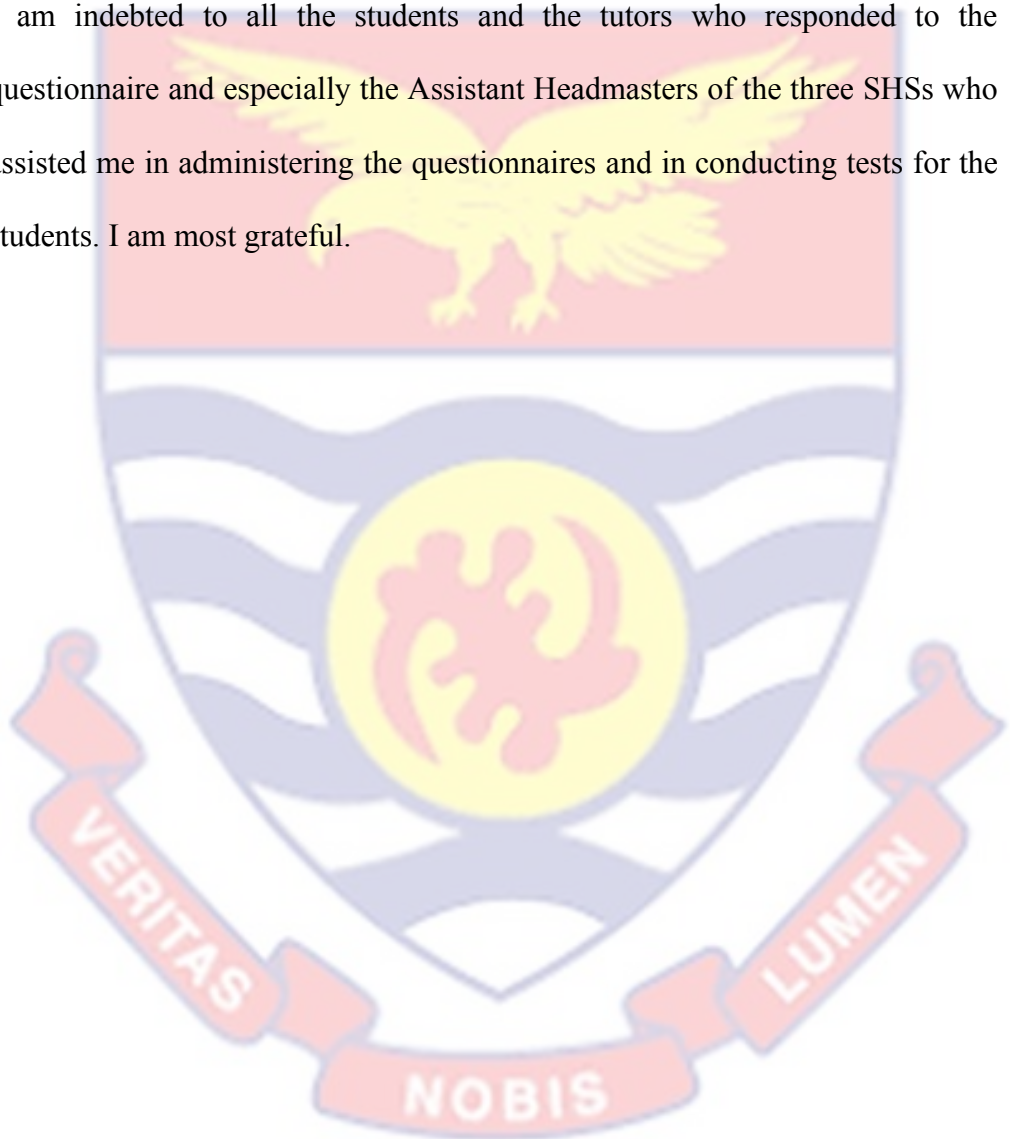 am indebted to all the students and the tutors who responded to the
questionnaire and especially the Assistant Headmasters of the three SHSs who
assisted me in administering the questionnaires and in conducting tests for the
students. I am most grateful.
VERITAS
NOBIS
LUMEN